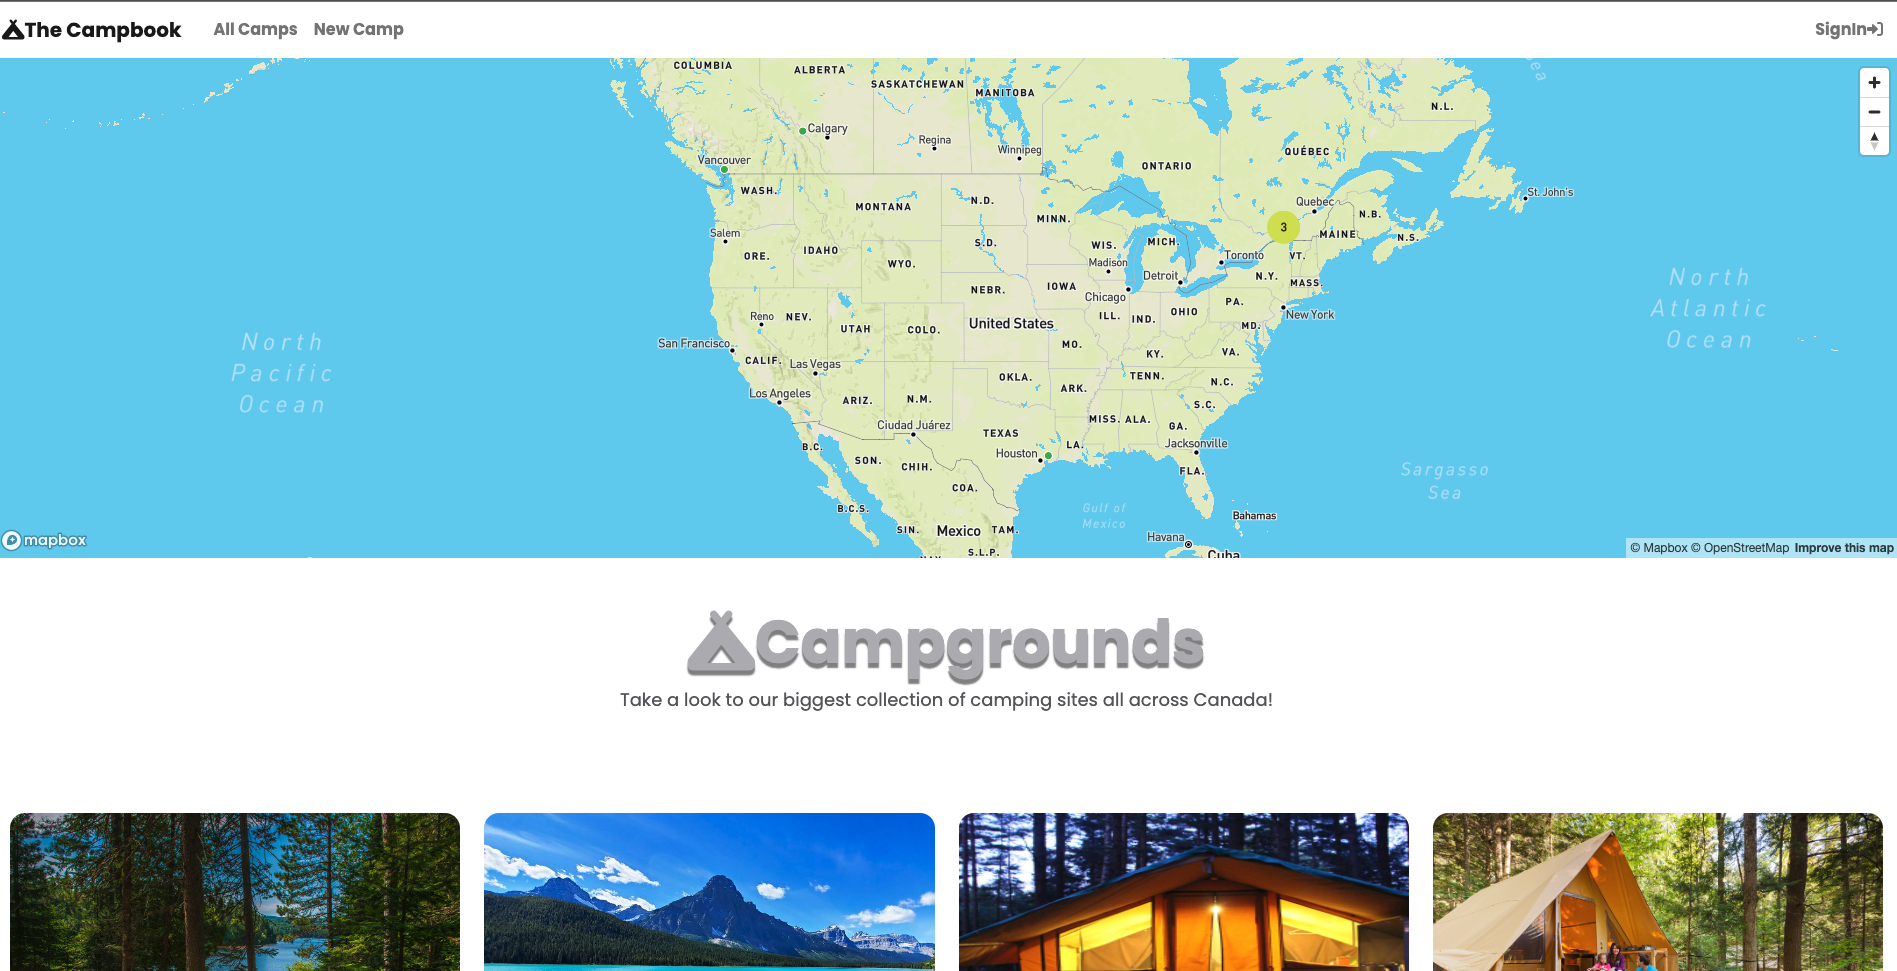 The Campbook
All Camps New Camp
SignIn
COLUMBIA
ALBERTA
SASKATCHEWAN
MANITOBA
N.L.
Calgary
Regina
Winnipeg
Vancouver
ONTARIO
QUÉBEC
WASH.
MONTANA
N.D.
MINN.
Quebec
N.B.
St. John's
Salem
3
MAINE
N.S.
ORE.
IDAHO
WYO.
S.D.
WIS.
MICH.
Madison
Toronto
VT.
Detroit
N.Y.
MASS.
NEBR.
IOWA
Chicago
PA.
OHIO
Reno
NEV.
UTAH
COLO.
United States
ILL.
IND.
MD.
New York
North
Pacific
Ocean
North
Atlantic
Ocean
San Francisco
CALIF.
Las Vegas
MO.
KY.
VA.
Los Angeles
ARIZ.
N.M.
OKLA.
ARK.
TENN.
N.C.
S.C.
Ciudad Juárez
TEXAS
MISS.
ALA.
GA.
B.C.
SON.
CHIH.
Houston
LA.
Jacksonville
FLA.
COA.
Sargasso
Sea
B.C.S.
Gulf of
Mexico
Bahamas
SIN.
Mexico
TAM.
Havana
S.L.P.
Cuba
mapbox
© Mapbox © OpenStreetMap Improve this map
Campgrounds
Take a look to our biggest collection of camping sites all across Canada!